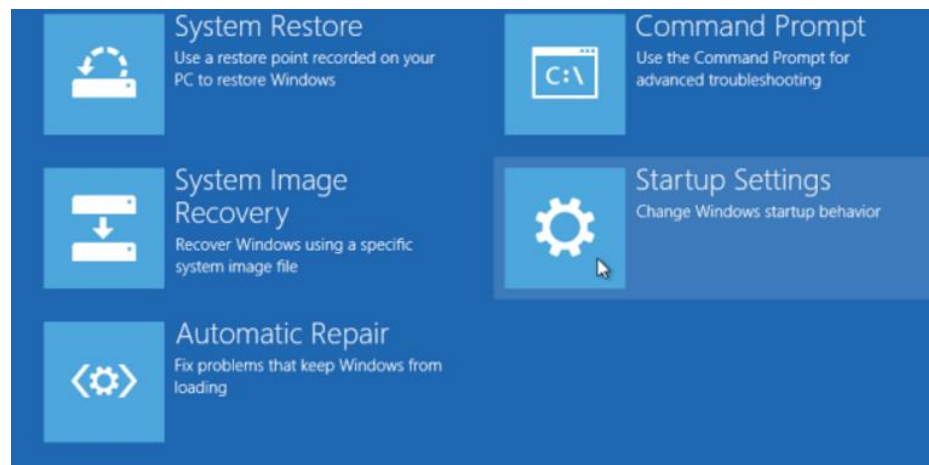 System Restore
Use a restore point recorded on your
PC to restore Windows
Command Prompt
Use the Command Prompt for
advanced troubleshooting
C:\
System Image
Recovery
Recover Windows using a specific
system image file
Startup Settings
Change Windows startup behavior
Automatic Repair
Fix problems that keep Windows from
loading